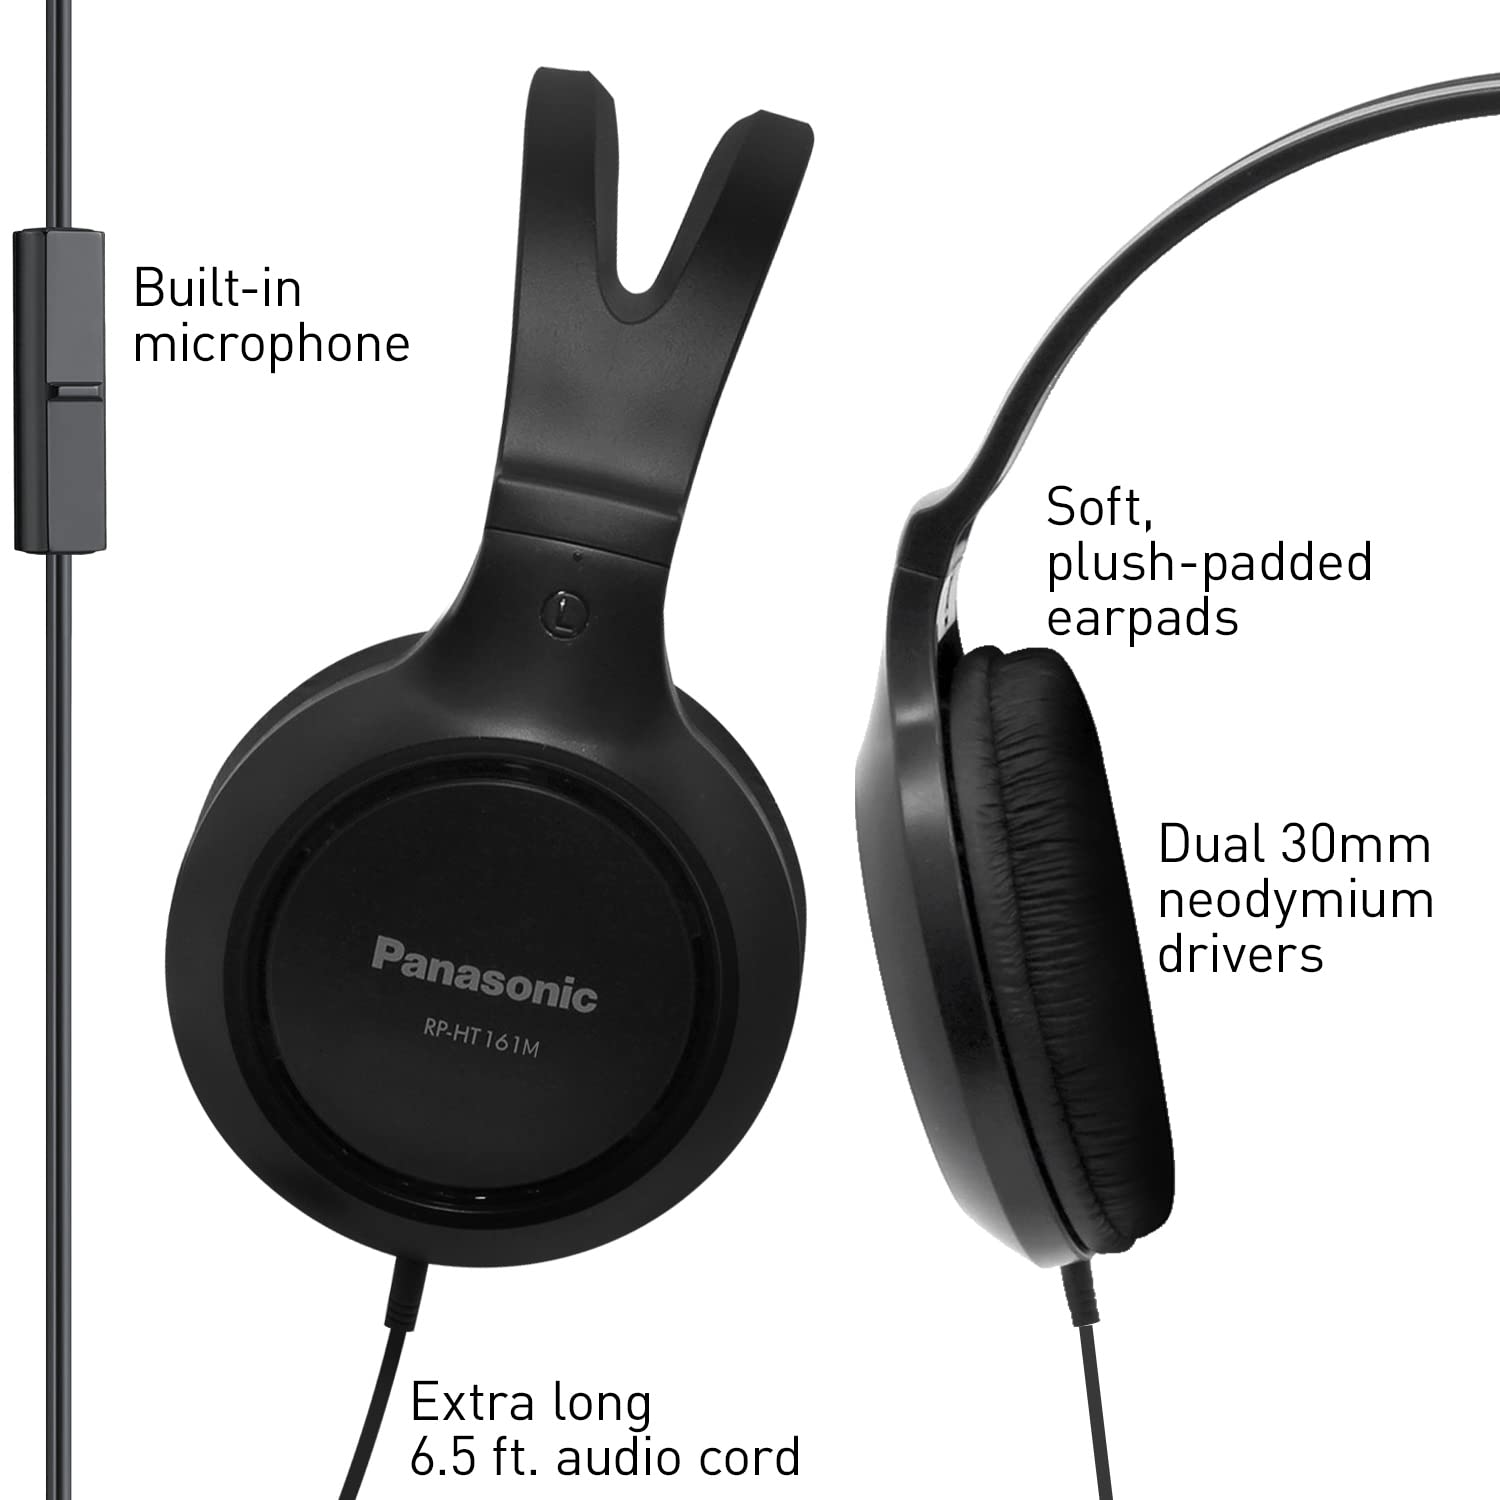 Built-in
microphone
Soft,
plush-padded
earpads
L
Dual 30mm
neodymium
drivers
Panasonic
RP-HT161M
Extra long
6.5 ft. audio cord